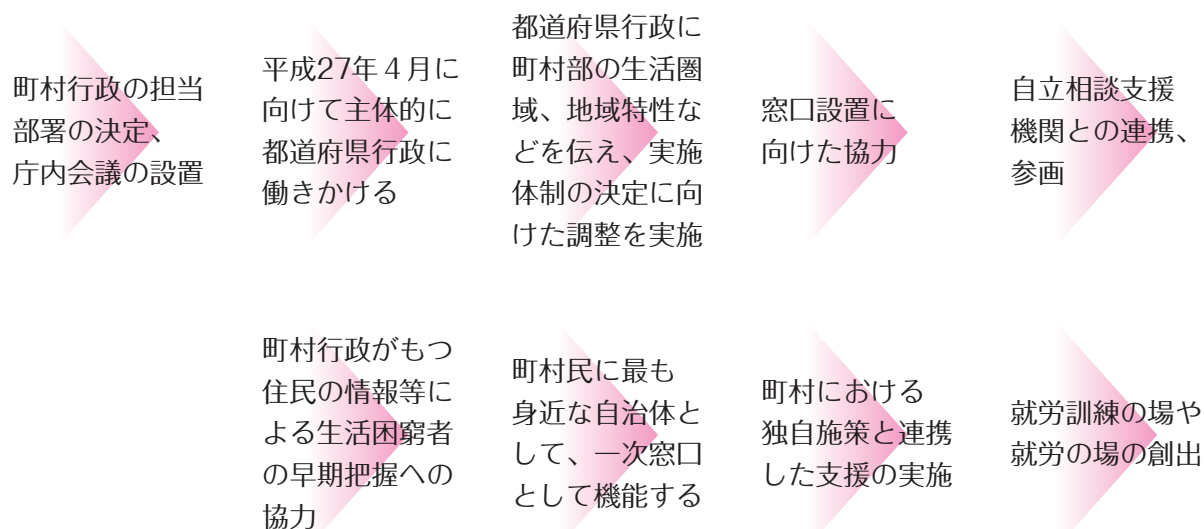 町村行政の担当
部署の決定、
庁内会議の設置
平成27年４月に
向けて主体的に
都道府県行政に
働きかける
都道府県行政に
町村部の生活圏
域、地域特性な
どを伝え、実施
体制の決定に向
けた調整を実施
窓口設置に
向けた協力
自立相談支援
機関との連携、
参画
町村行政がもつ
住民の情報等に
よる生活困窮者
の早期把握への
協力
町村民に最も
身近な自治体と
して、一次窓口
として機能する
町村における
独自施策と連携
した支援の実施
就労訓練の場や
就労の場の創出